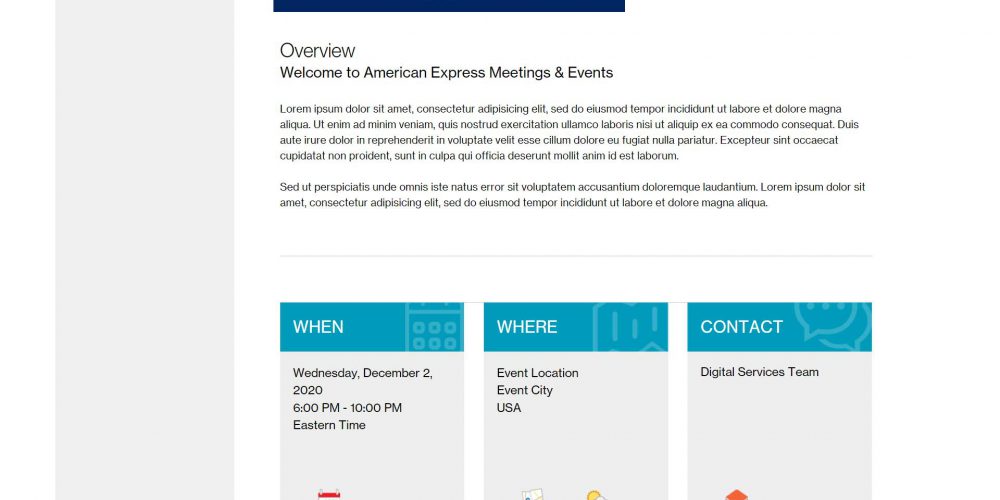 Overview
Welcome to American Express Meetings & Events
Lorem ipsum dolor sit amet, consectetur adipisicing elit, sed do eiusmod tempor incididunt ut labore et dolore magna
aliqua. Ut enim ad minim veniam, quis nostrud exercitation ullamco laboris nisi ut aliquip ex ea commodo consequat. Duis
aute irure dolor in reprehenderit in voluptate velit esse cillum dolore eu fugiat nulla pariatur. Excepteur sint occaecat
cupidatat non proident, sunt in culpa qui officia deserunt mollit anim id est laborum.
Sed ut perspiciatis unde omnis iste natus error sit voluptatem accusantium doloremque laudantium. Lorem ipsum dolor sit
amet, consectetur adipisicing elit, sed do eiusmod tempor incididunt ut labore et dolore magna aliqua.
WHEN
Wednesday, December 2,
2020
6:00 PM - 10:00 PM
Eastern Time
WHERE
Event Location
Event City
USA
CONTACT
Digital Services Team